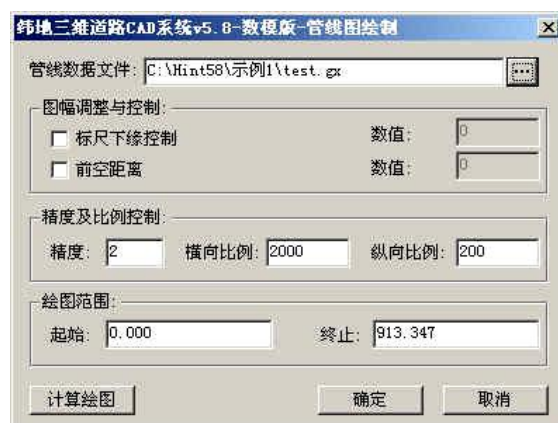 纬地三维道路CAD系统v5.8-数模版-管线图绘制
管线数据文件: C:\Hint58\示例1\test.gx ...
图幅调整与控制:
标尺下缘控制 数值: 0
前空距离 数值: 0
精度及比例控制:
精度: 2 横向比例: 2000 纵向比例: 200
绘图范围:
起始: 0.000 终止: 913.347
计算绘图 确定 取消